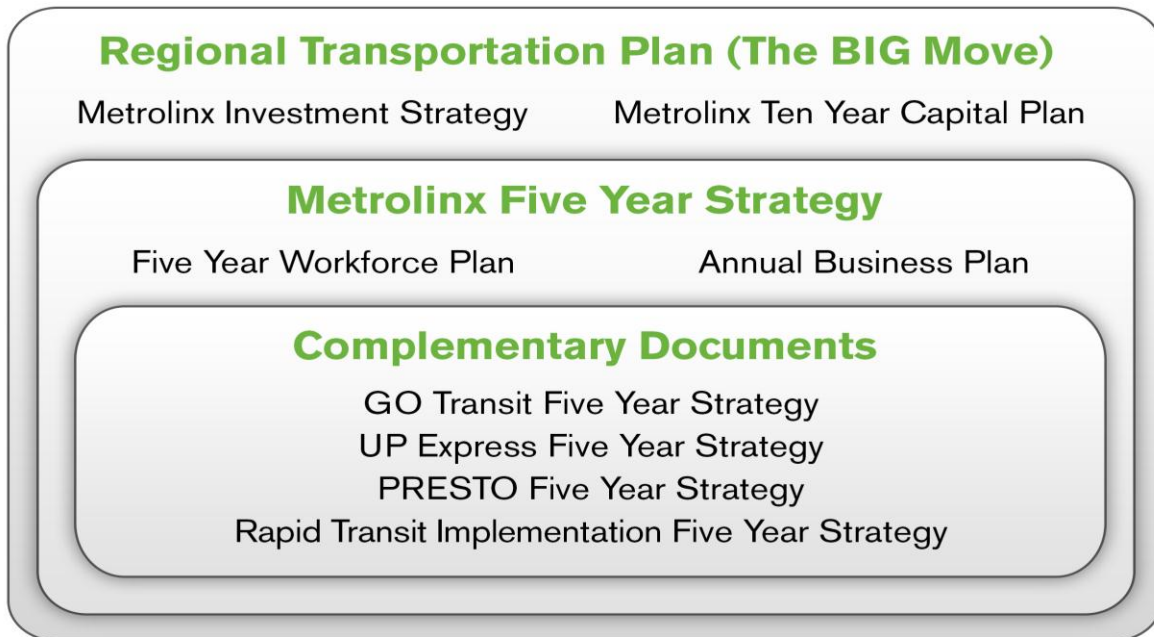 Regional Transportation Plan (The BIG Move)
Metrolinx Investment Strategy Metrolinx Ten Year Capital Plan
Metrolinx Five Year Strategy
Five Year Workforce Plan Annual Business Plan
Complementary Documents
GO Transit Five Year Strategy
UP Express Five Year Strategy
PRESTO Five Year Strategy
Rapid Transit Implementation Five Year Strategy